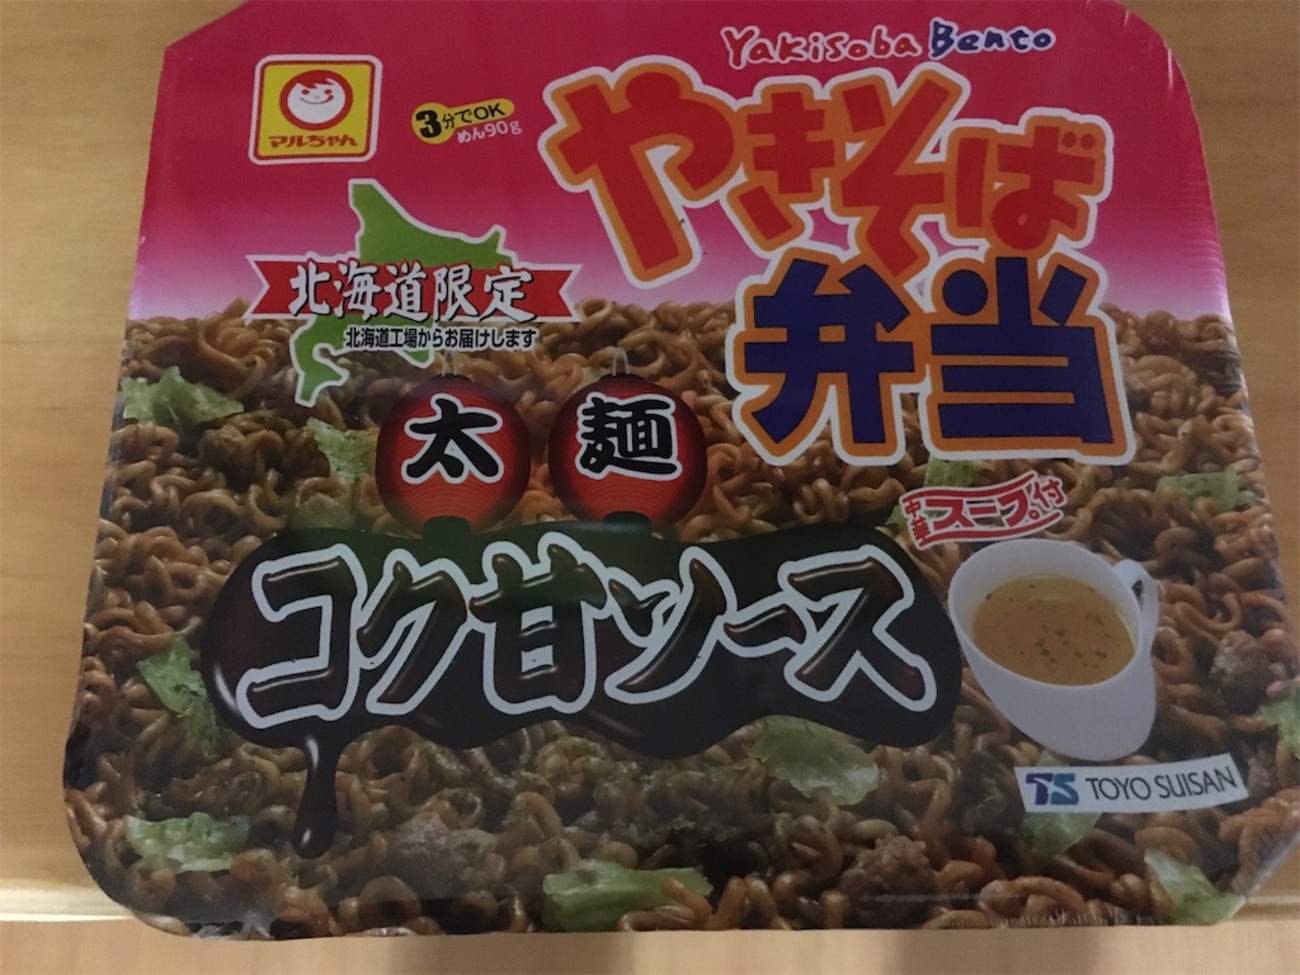 Yakisoba Bento
マルちゃん
3分でOK
めん90g
やきそば
弁当
北海道限定
北海道工場からお届けします
太麺
中華スープ付
コク甘ソース
TS TOYO SUISAN